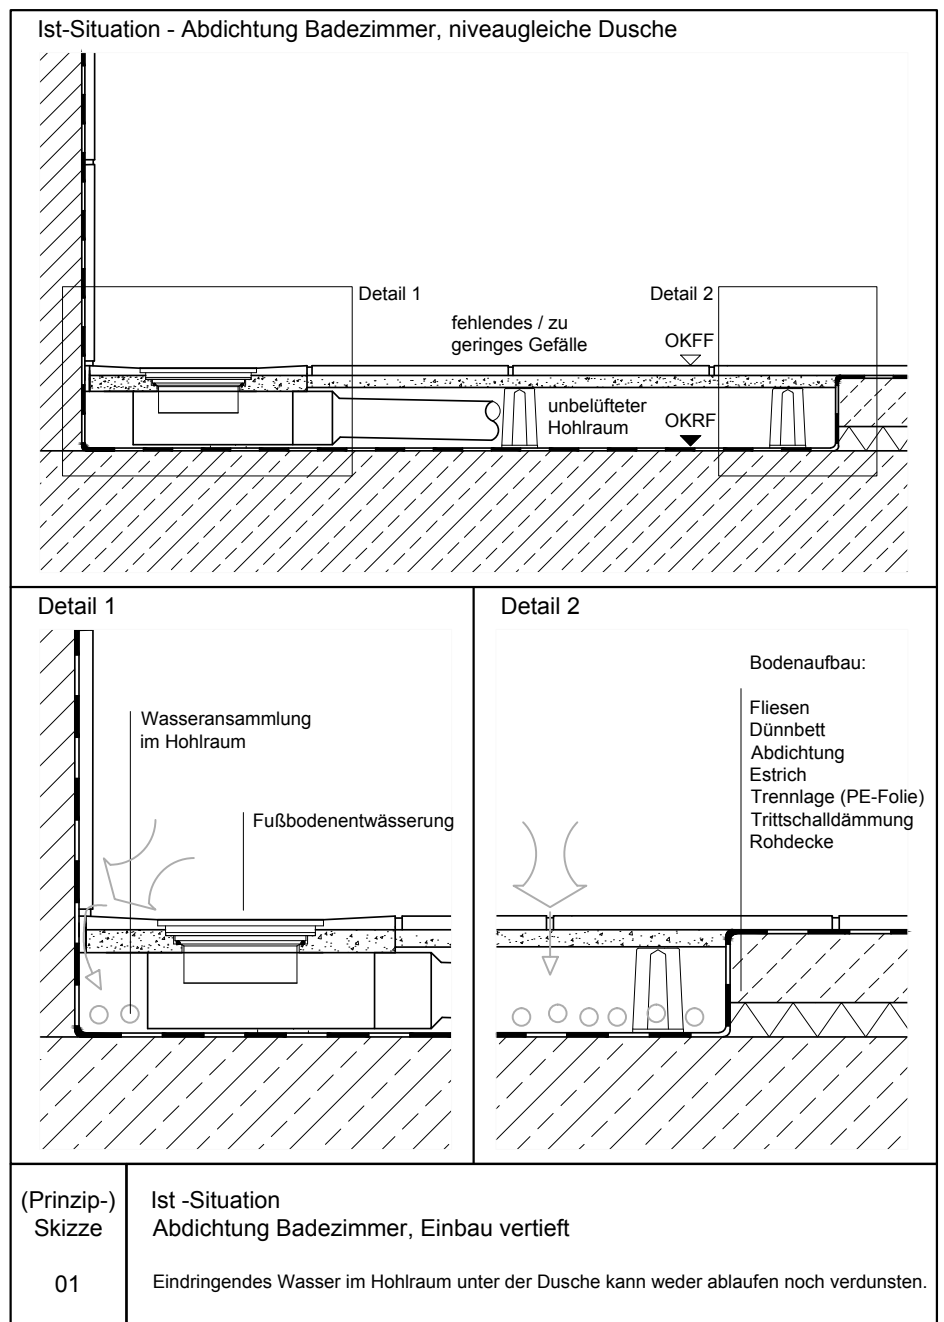 Ist-Situation - Abdichtung Badezimmer, niveaugleiche Dusche
Detail 1
Detail 2
fehlendes / zu
geringes Gefälle
OKFF
unbelüfteter
Hohlraum
OKRF
Detail 1
Wasseransammlung
im Hohlraum
Fußbodenentwässerung
Detail 2
Bodenaufbau:
Fliesen
Dünnbett
Abdichtung
Estrich
Trennlage (PE-Folie)
Trittschalldämmung
Rohdecke
(Prinzip-)
Skizze
01
Ist -Situation
Abdichtung Badezimmer, Einbau vertieft
Eindringendes Wasser im Hohlraum unter der Dusche kann weder ablaufen noch verdunsten.